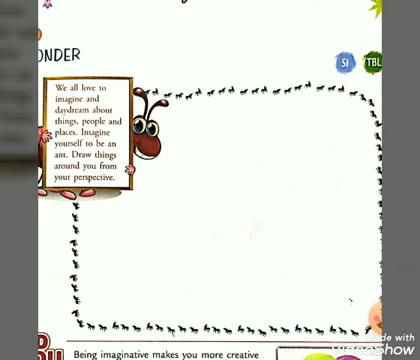 ONDER
SI
TBL
We all love to
imagine and
daydream about
things, people and
places. Imagine
yourself to be an
ant. Draw things
around you from
your perspective.
Being imaginative makes you more creative
de with
VideoShow